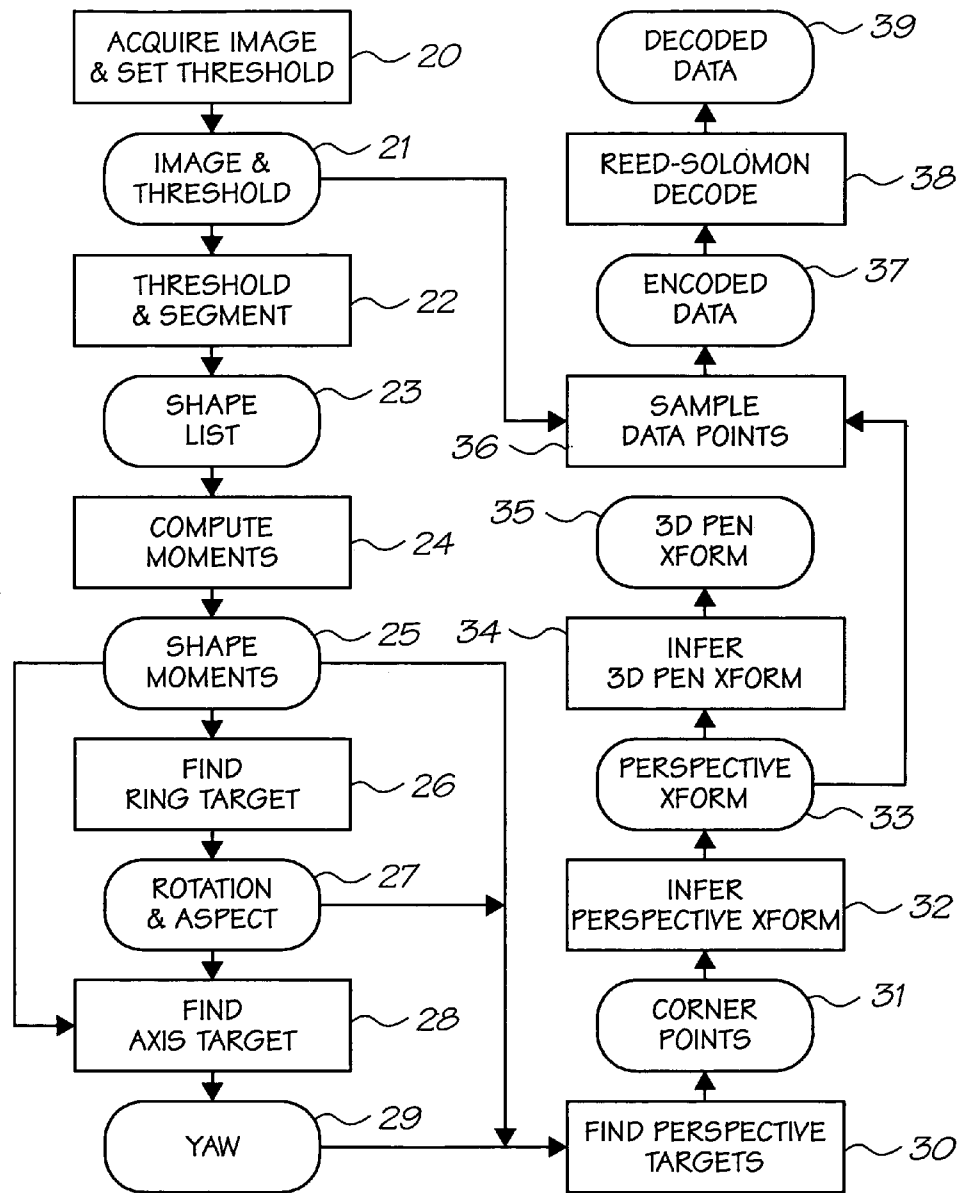 ACQUIRE IMAGE
& SET THRESHOLD
20
IMAGE &
THRESHOLD
21
THRESHOLD
& SEGMENT
22
SHAPE
LIST
23
COMPUTE
MOMENTS
24
SHAPE
MOMENTS
25
FIND
RING TARGET
26
ROTATION
& ASPECT
27
FIND
AXIS TARGET
28
YAW
29
DECODED
DATA
39
REED-SOLOMON
DECODE
38
ENCODED
DATA
37
SAMPLE
DATA POINTS
36
3D PEN
XFORM
35
INFER
3D PEN XFORM
34
PERSPECTIVE
XFORM
33
INFER
PERSPECTIVE XFORM
32
CORNER
POINTS
31
FIND PERSPECTIVE
TARGETS
30